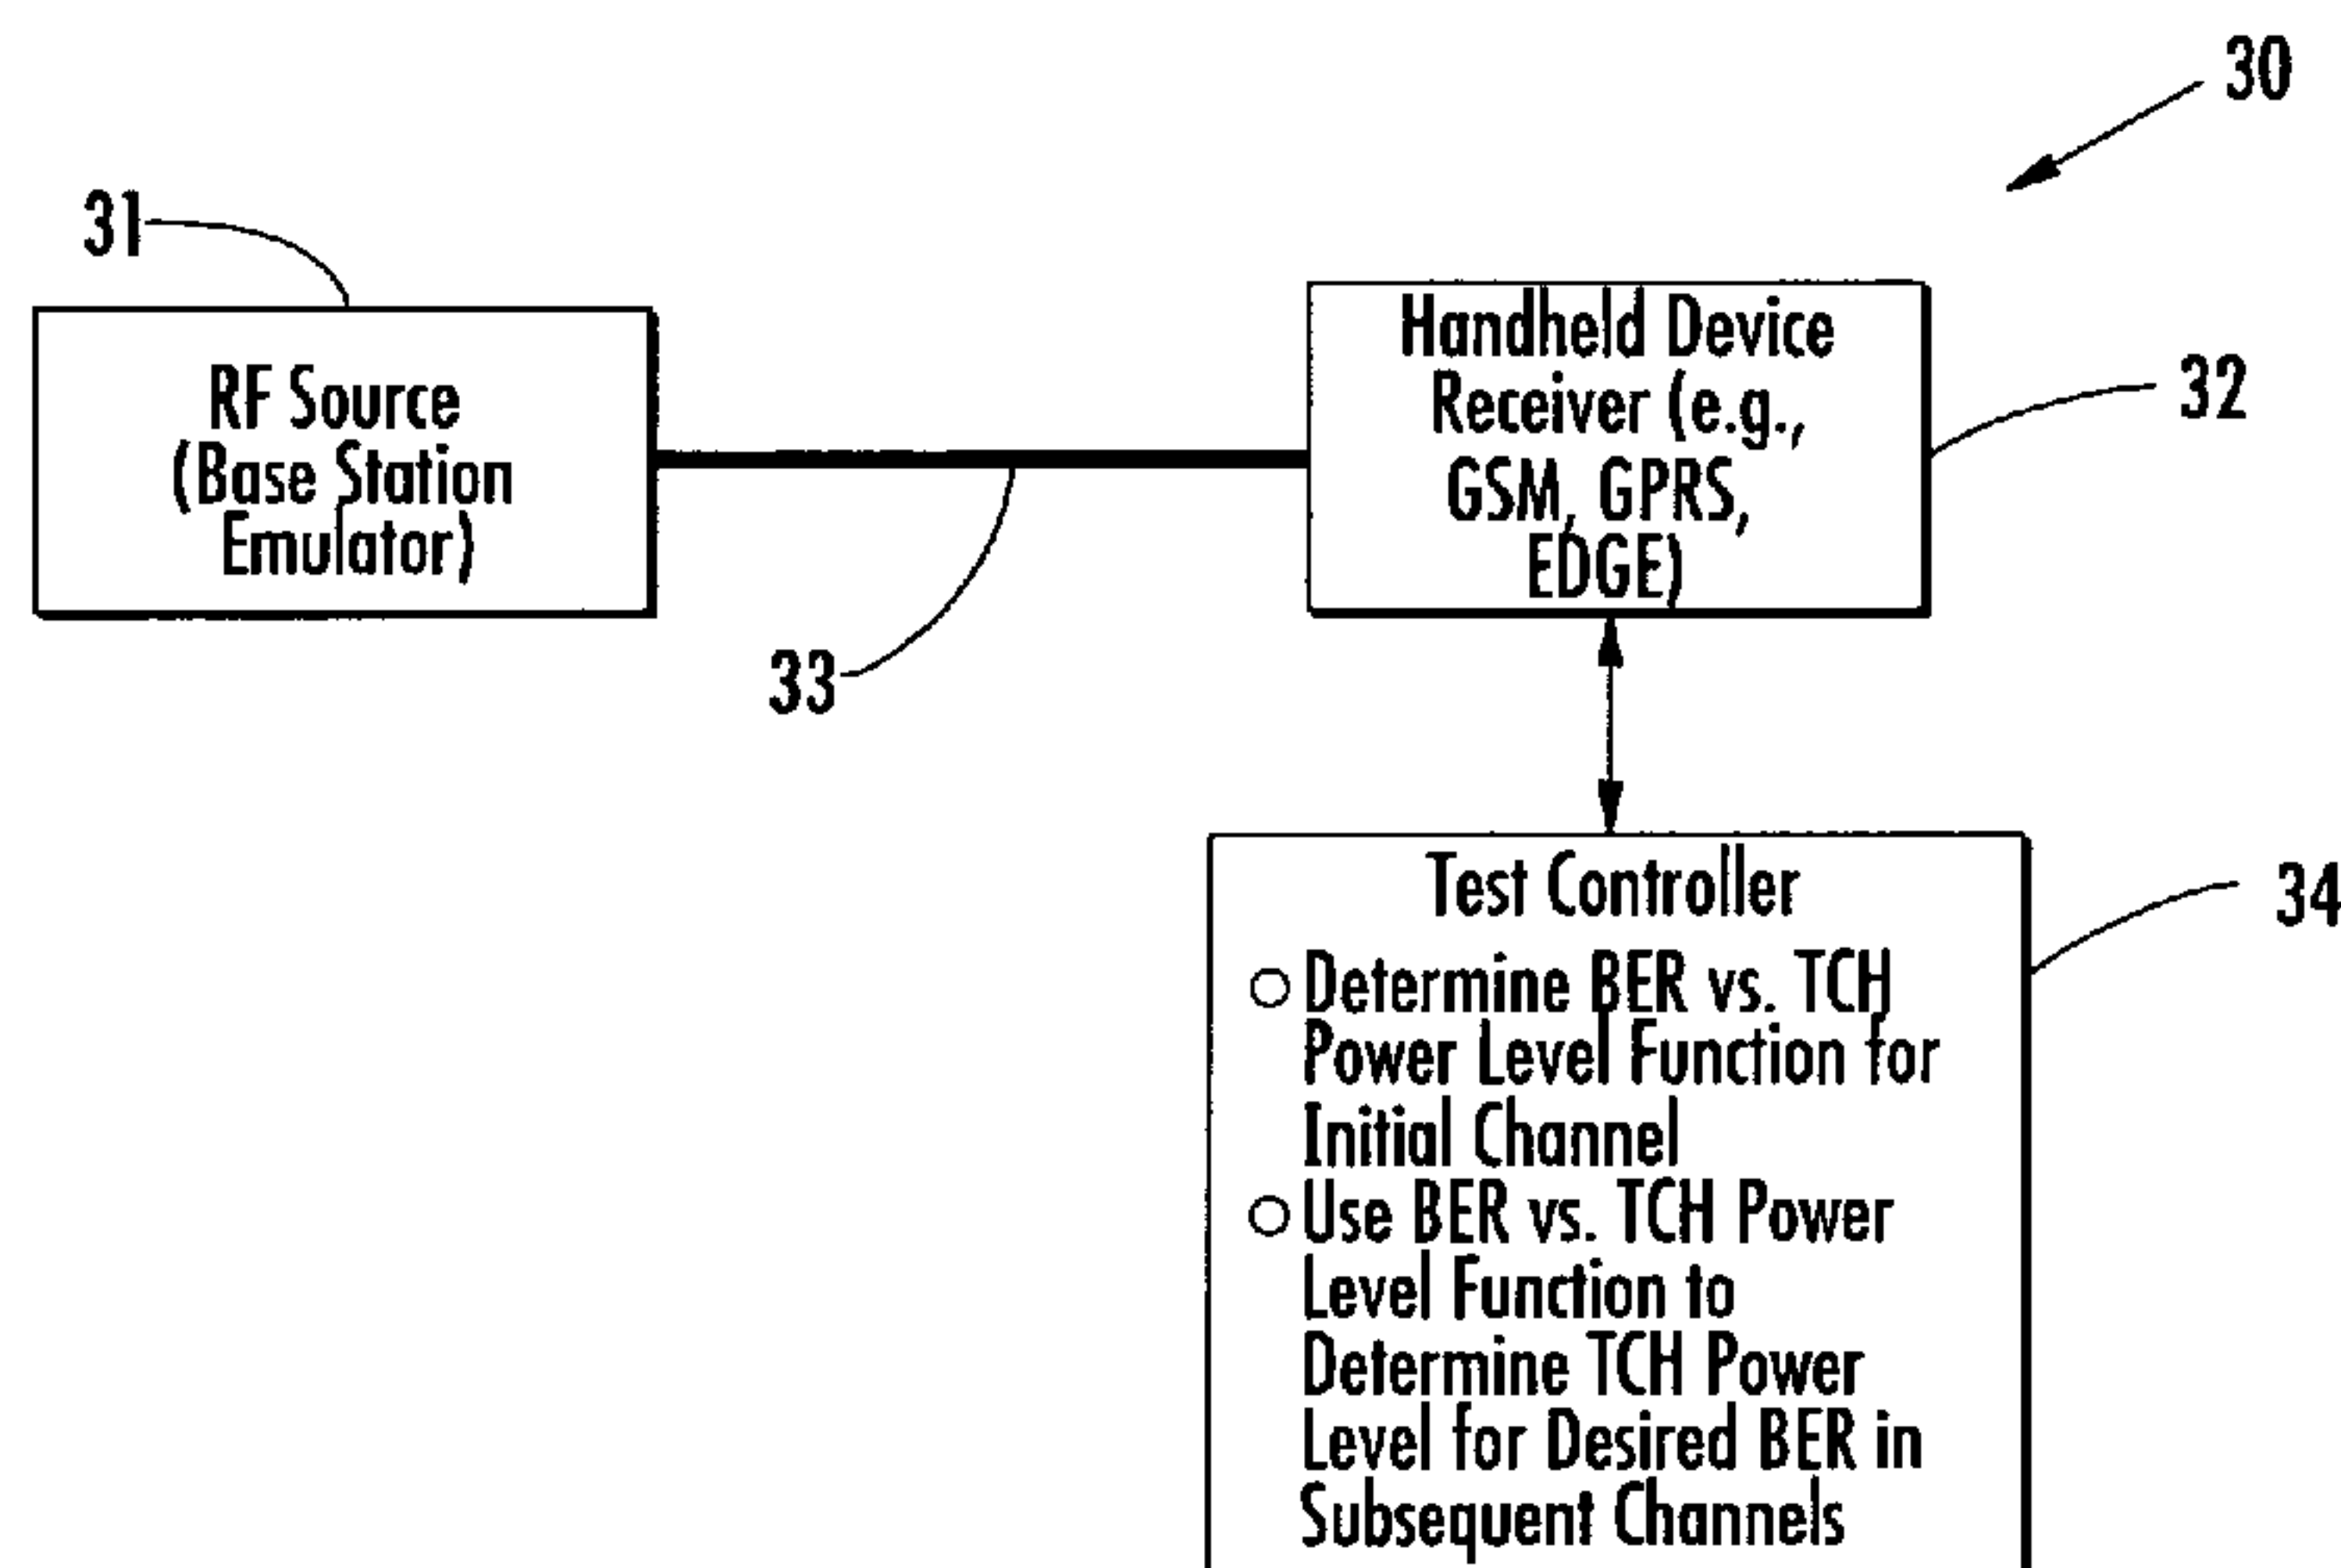 30
31
RF Source
(Base Station
Emulator)
Handheld Device
Receiver (e.g.,
GSM, GPRS,
EDGE)
32
33
Test Controller
34
○ Determine BER vs. TCH
Power Level Function for
Initial Channel
○ Use BER vs. TCH Power
Level Function to
Determine TCH Power
Level for Desired BER in
Subsequent Channels